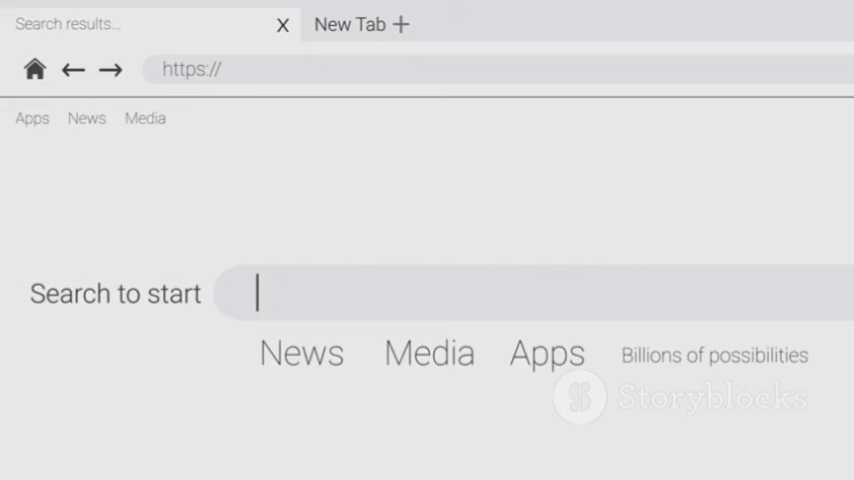 Search results... X New Tab +
https://
Apps News Media
Search to start
News Media Apps Billions of possibilities
Storyblocks